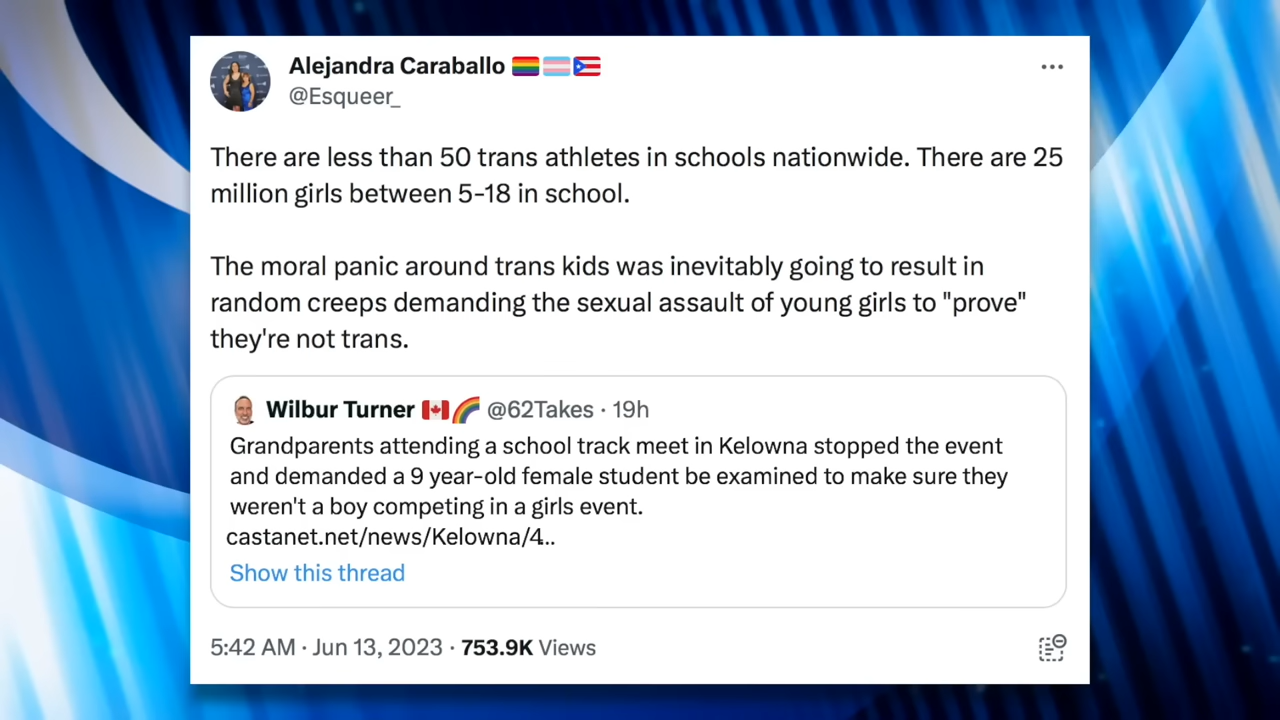 Alejandra Caraballo 🏳️‍🌈🏳️‍⚧️🇵🇷
@Esqueer_
There are less than 50 trans athletes in schools nationwide. There are 25
million girls between 5-18 in school.
The moral panic around trans kids was inevitably going to result in
random creeps demanding the sexual assault of young girls to "prove"
they're not trans.
Wilbur Turner 🇨🇦🌈 @62Takes · 19h
Grandparents attending a school track meet in Kelowna stopped the event
and demanded a 9 year-old female student be examined to make sure they
weren't a boy competing in a girls event.
castanet.net/news/Kelowna/4..
Show this thread
5:42 AM · Jun 13, 2023 · 753.9K Views